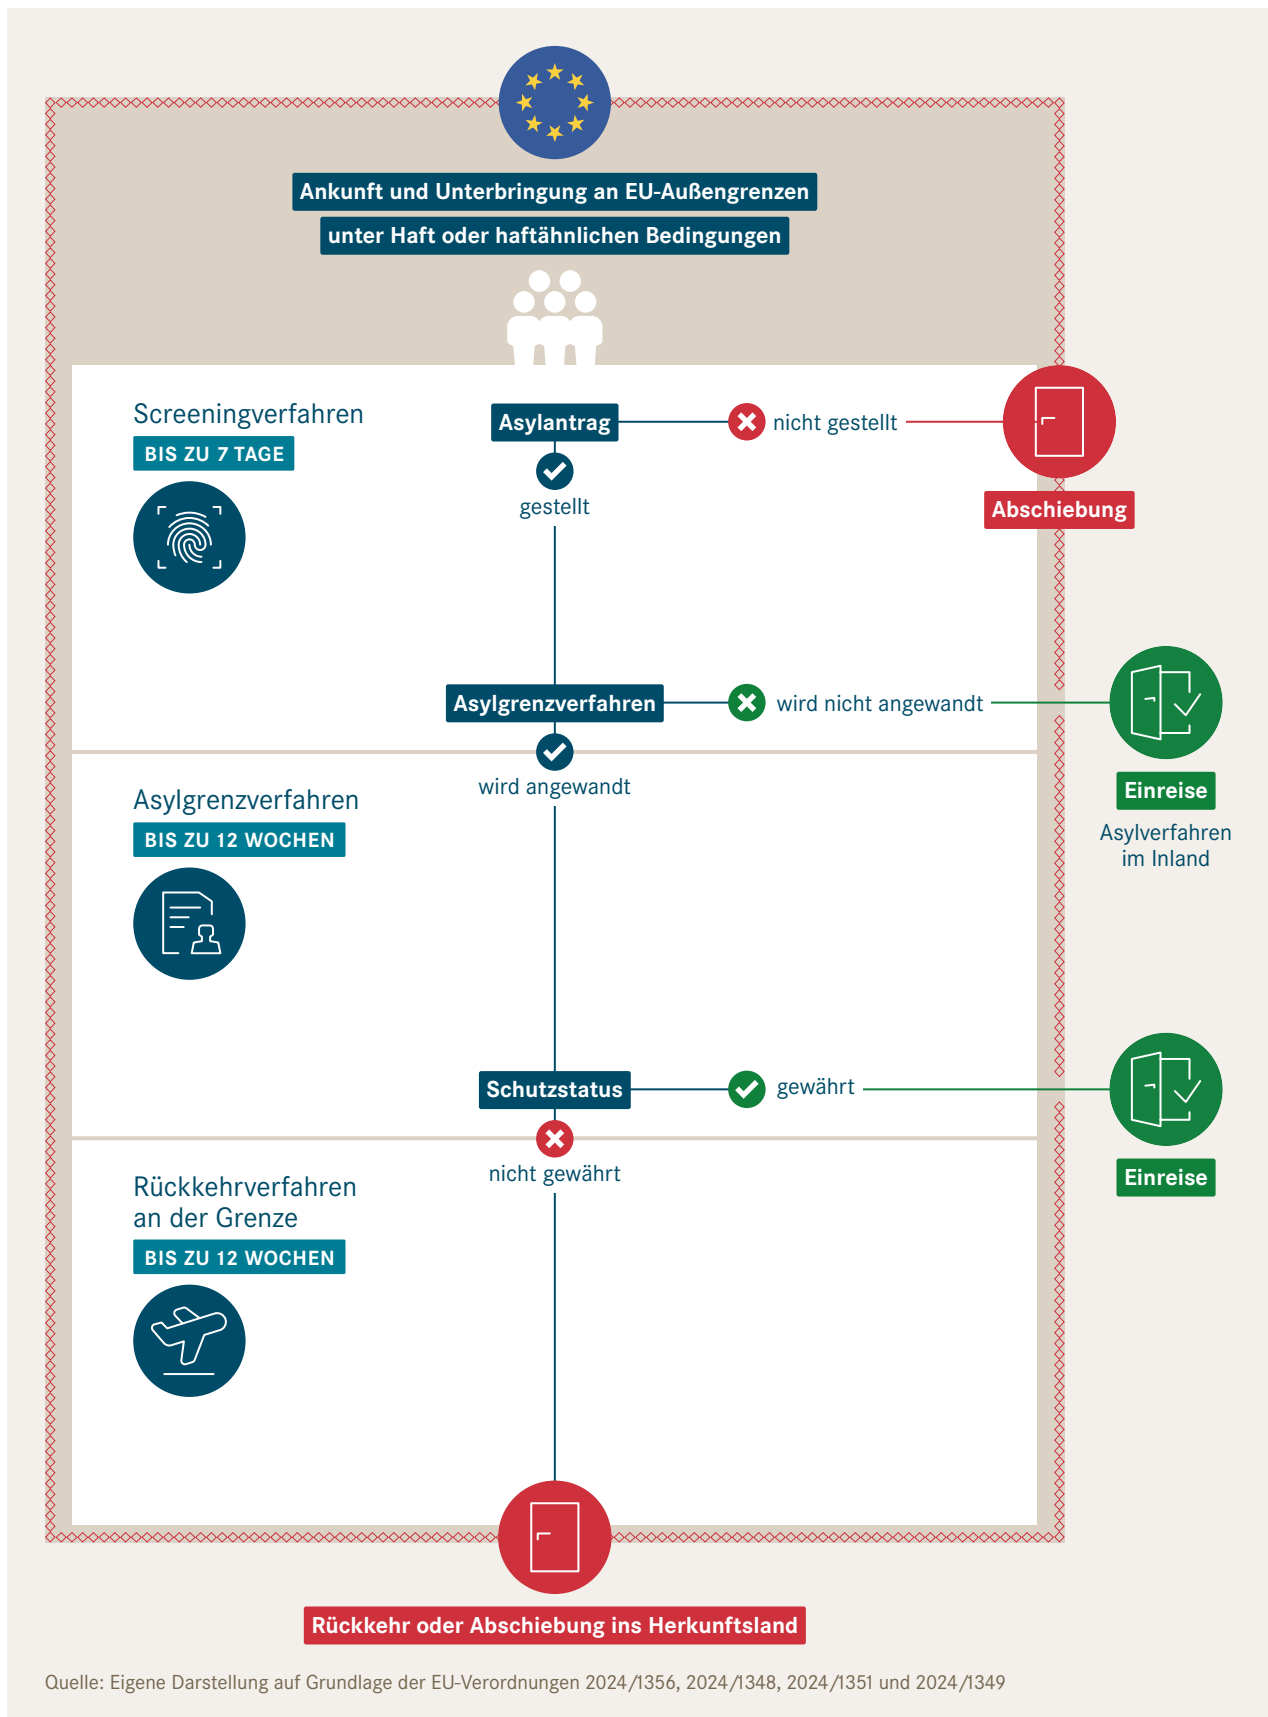 Ankunft und Unterbringung an EU-Außengrenzen
unter Haft oder haftähnlichen Bedingungen
Screeningverfahren
BIS ZU 7 TAGE
Asylantrag
nicht gestellt
gestellt
Abschiebung
Asylgrenzverfahren
wird nicht angewandt
wird angewandt
Einreise
Asylverfahren
im Inland
Asylgrenzverfahren
BIS ZU 12 WOCHEN
Schutzstatus
gewährt
nicht gewährt
Einreise
Rückkehrverfahren
an der Grenze
BIS ZU 12 WOCHEN
Rückkehr oder Abschiebung ins Herkunftsland
Quelle: Eigene Darstellung auf Grundlage der EU-Verordnungen 2024/1356, 2024/1348, 2024/1351 und 2024/1349